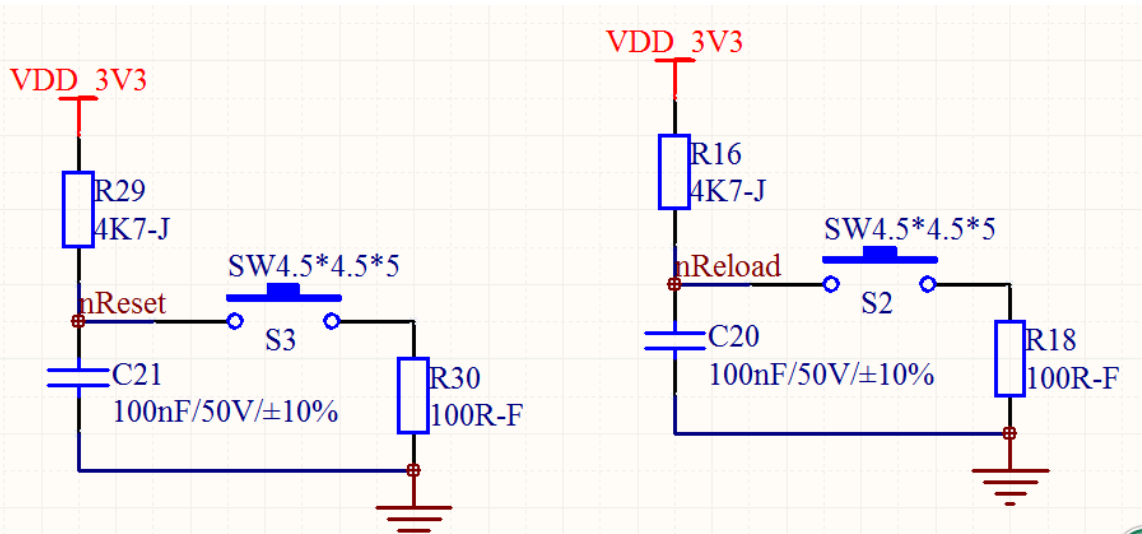 VDD_3V3
R29
4K7-J
nReset
SW4.5*4.5*5
S3
C21
100nF/50V/±10%
R30
100R-F
VDD_3V3
R16
4K7-J
nReload
SW4.5*4.5*5
S2
C20
100nF/50V/±10%
R18
100R-F